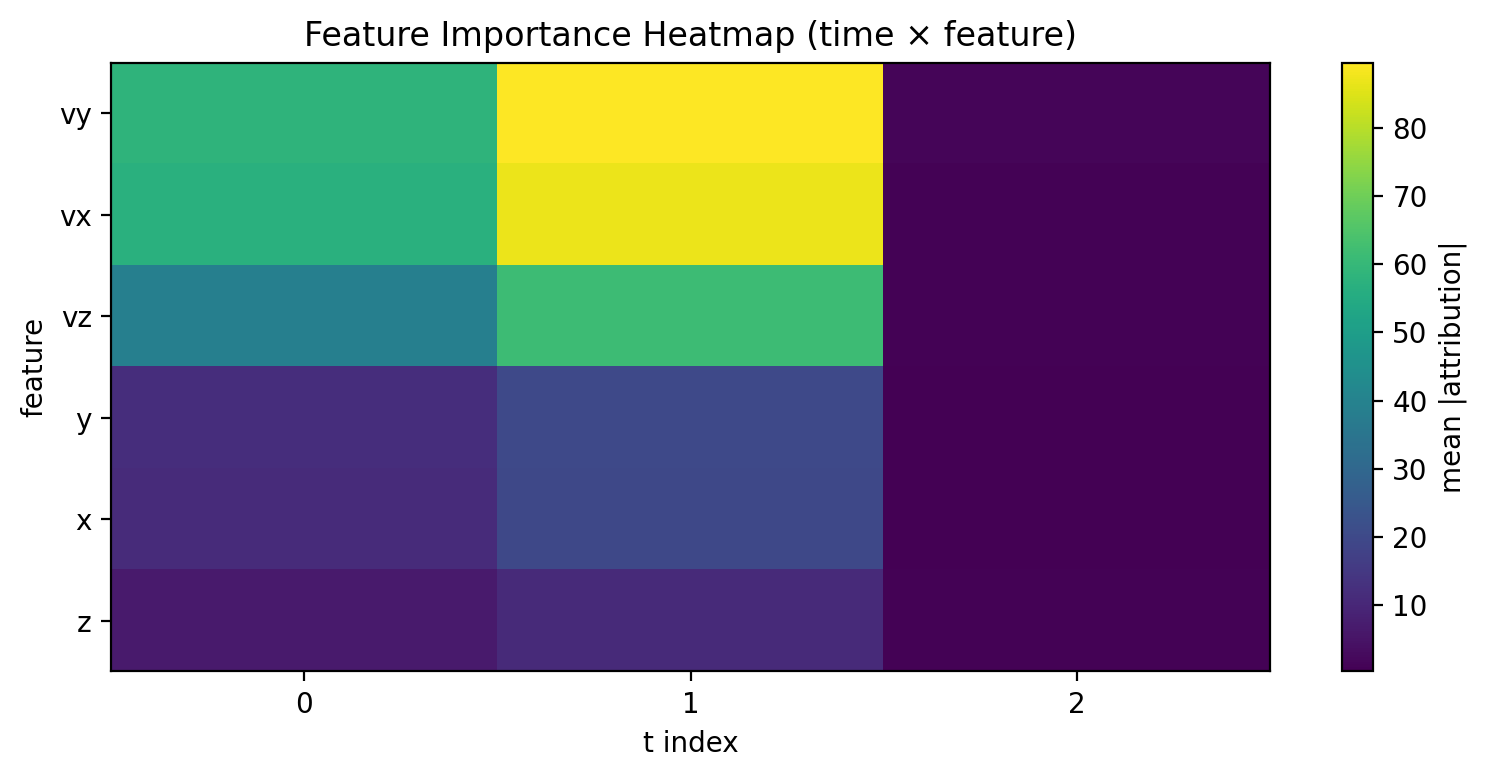 Feature Importance Heatmap (time × feature)
feature
vy
vx
vz
y
x
z
0
1
2
t index
80
70
60
50
40
30
20
10
mean |attribution|